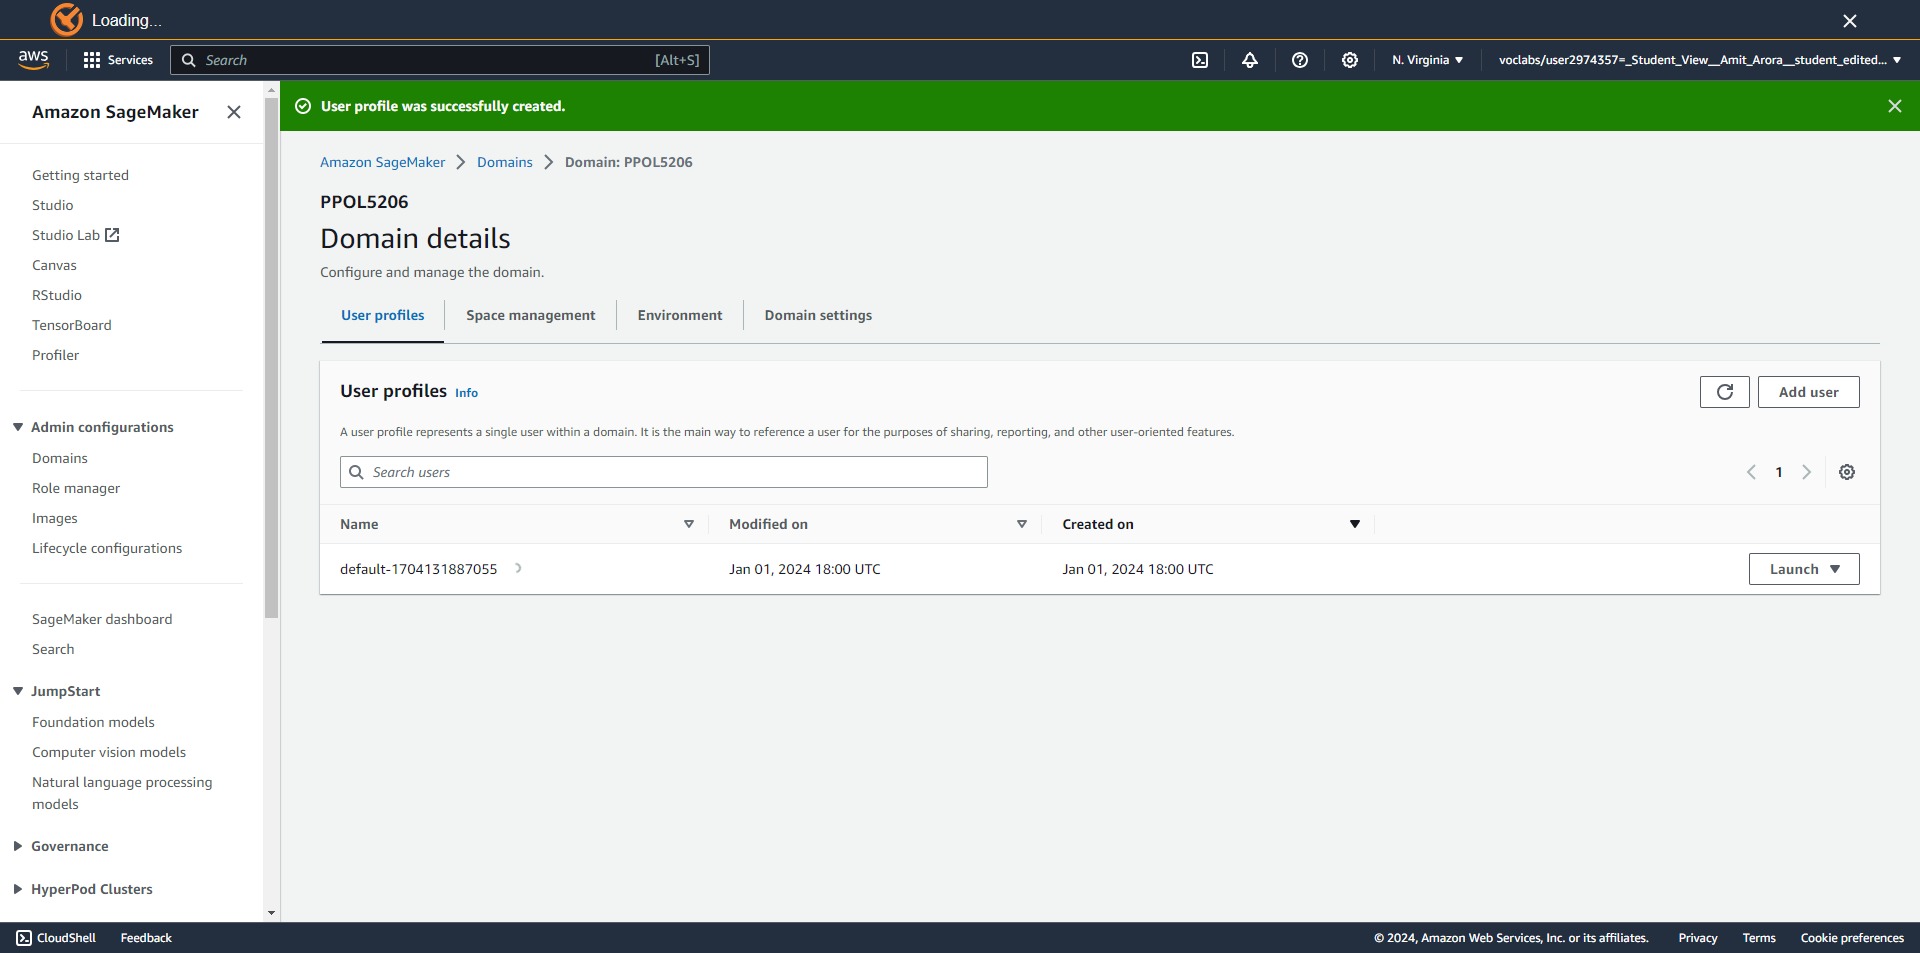 Loading...
aws
Services
Search
[Alt+S]
N. Virginia
voclabs/user2974357=_Student_View__Amit_Arora__student_edited...
Amazon SageMaker
Getting started
Studio
Studio Lab
Canvas
RStudio
TensorBoard
Profiler
Admin configurations
Domains
Role manager
Images
Lifecycle configurations
SageMaker dashboard
Search
JumpStart
Foundation models
Computer vision models
Natural language processing
models
Governance
HyperPod Clusters
User profile was successfully created.
Amazon SageMaker
Domains
Domain: PPOL5206
PPOL5206
Domain details
Configure and manage the domain.
User profiles
Space management
Environment
Domain settings
User profiles Info
Add user
A user profile represents a single user within a domain. It is the main way to reference a user for the purposes of sharing, reporting, and other user-oriented features.
Search users
1
Name
Modified on
Created on
default-1704131887055
Jan 01, 2024 18:00 UTC
Jan 01, 2024 18:00 UTC
Launch
CloudShell
Feedback
© 2024, Amazon Web Services, Inc. or its affiliates.
Privacy
Terms
Cookie preferences